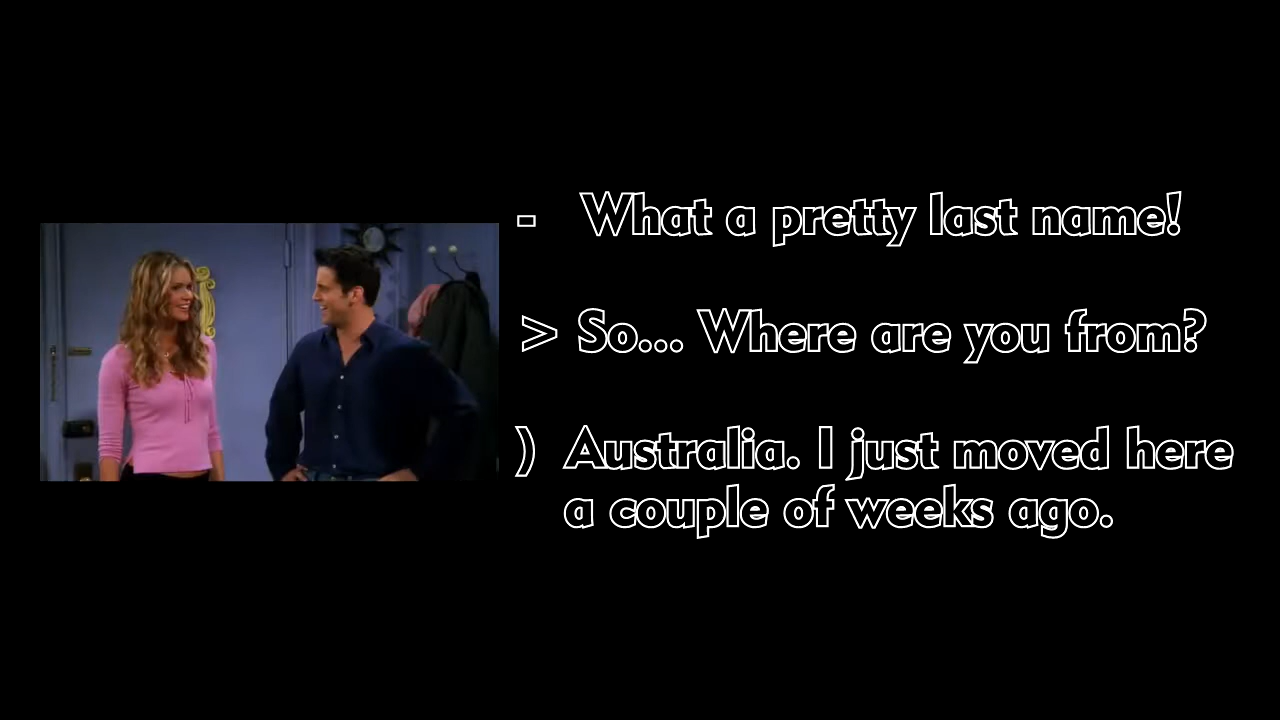 - What a pretty last name!
> So... Where are you from?
) Australia. I just moved here
a couple of weeks ago.